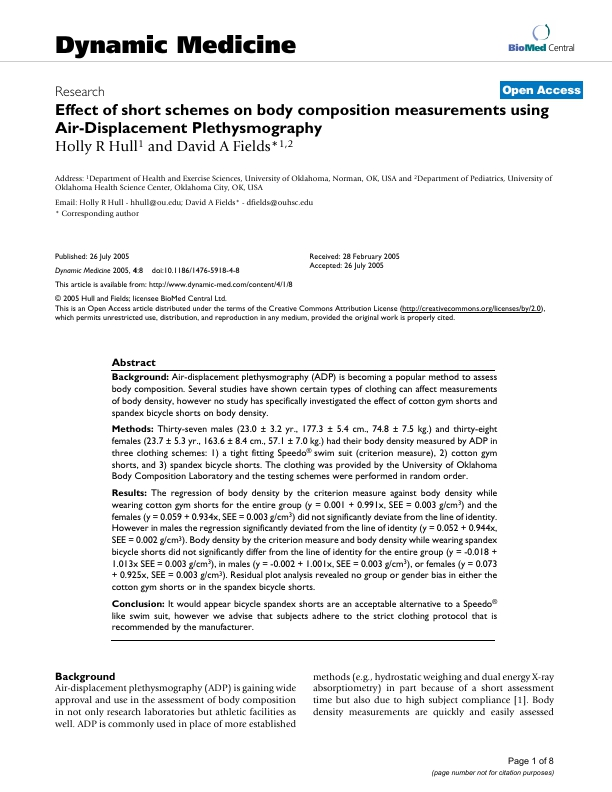 Dynamic Medicine
BioMed Central
Research
Open Access
Effect of short schemes on body composition measurements using
Air-Displacement Plethysmography
Holly R Hull1 and David A Fields*1,2
Address: 1Department of Health and Exercise Sciences, University of Oklahoma, Norman, OK, USA and 2Department of Pediatrics, University of
Oklahoma Health Science Center, Oklahoma City, OK, USA
Email: Holly R Hull - hhull@ou.edu; David A Fields* - dfields@ouhsc.edu
* Corresponding author
Published: 26 July 2005
Dynamic Medicine 2005, 4:8 doi:10.1186/1476-5918-4-8
Received: 28 February 2005
Accepted: 26 July 2005
This article is available from: http://www.dynamic-med.com/content/4/1/8
© 2005 Hull and Fields; licensee BioMed Central Ltd.
This is an Open Access article distributed under the terms of the Creative Commons Attribution License (http://creativecommons.org/licenses/by/2.0),
which permits unrestricted use, distribution, and reproduction in any medium, provided the original work is properly cited.
Abstract
Background: Air-displacement plethysmography (ADP) is becoming a popular method to assess
body composition. Several studies have shown certain types of clothing can affect measurements
of body density, however no study has specifically investigated the effect of cotton gym shorts and
spandex bicycle shorts on body density.
Methods: Thirty-seven males (23.0 ± 3.2 yr., 177.3 ± 5.4 cm., 74.8 ± 7.5 kg.) and thirty-eight
females (23.7 ± 5.3 yr., 163.6 ± 8.4 cm., 57.1 ± 7.0 kg.) had their body density measured by ADP in
three clothing schemes: 1) a tight fitting Speedo® swim suit (criterion measure), 2) cotton gym
shorts, and 3) spandex bicycle shorts. The clothing was provided by the University of Oklahoma
Body Composition Laboratory and the testing schemes were performed in random order.
Results: The regression of body density by the criterion measure against body density while
wearing cotton gym shorts for the entire group (y = 0.001 + 0.991x, SEE = 0.003 g/cm3) and the
females (y = 0.059 + 0.934x, SEE = 0.003 g/cm3) did not significantly deviate from the line of identity.
However in males the regression significantly deviated from the line of identity (y = 0.052 + 0.944x,
SEE = 0.002 g/cm3). Body density by the criterion measure and body density while wearing spandex
bicycle shorts did not significantly differ from the line of identity for the entire group (y = -0.018 +
1.013x SEE = 0.003 g/cm3), in males (y = -0.002 + 1.001x, SEE = 0.003 g/cm3), or females (y = 0.073
+ 0.925x, SEE = 0.003 g/cm3). Residual plot analysis revealed no group or gender bias in either the
cotton gym shorts or in the spandex bicycle shorts.
Conclusion: It would appear bicycle spandex shorts are an acceptable alternative to a Speedo®
like swim suit, however we advise that subjects adhere to the strict clothing protocol that is
recommended by the manufacturer.
Background
Air-displacement plethysmography (ADP) is gaining wide
approval and use in the assessment of body composition
in not only research laboratories but athletic facilities as
well. ADP is commonly used in place of more established
methods (e.g., hydrostatic weighing and dual energy X-ray
absorptiometry) in part because of a short assessment
time but also due to high subject compliance [1]. Body
density measurements are quickly and easily assessed
Page 1 of 8
(page number not for citation purposes)